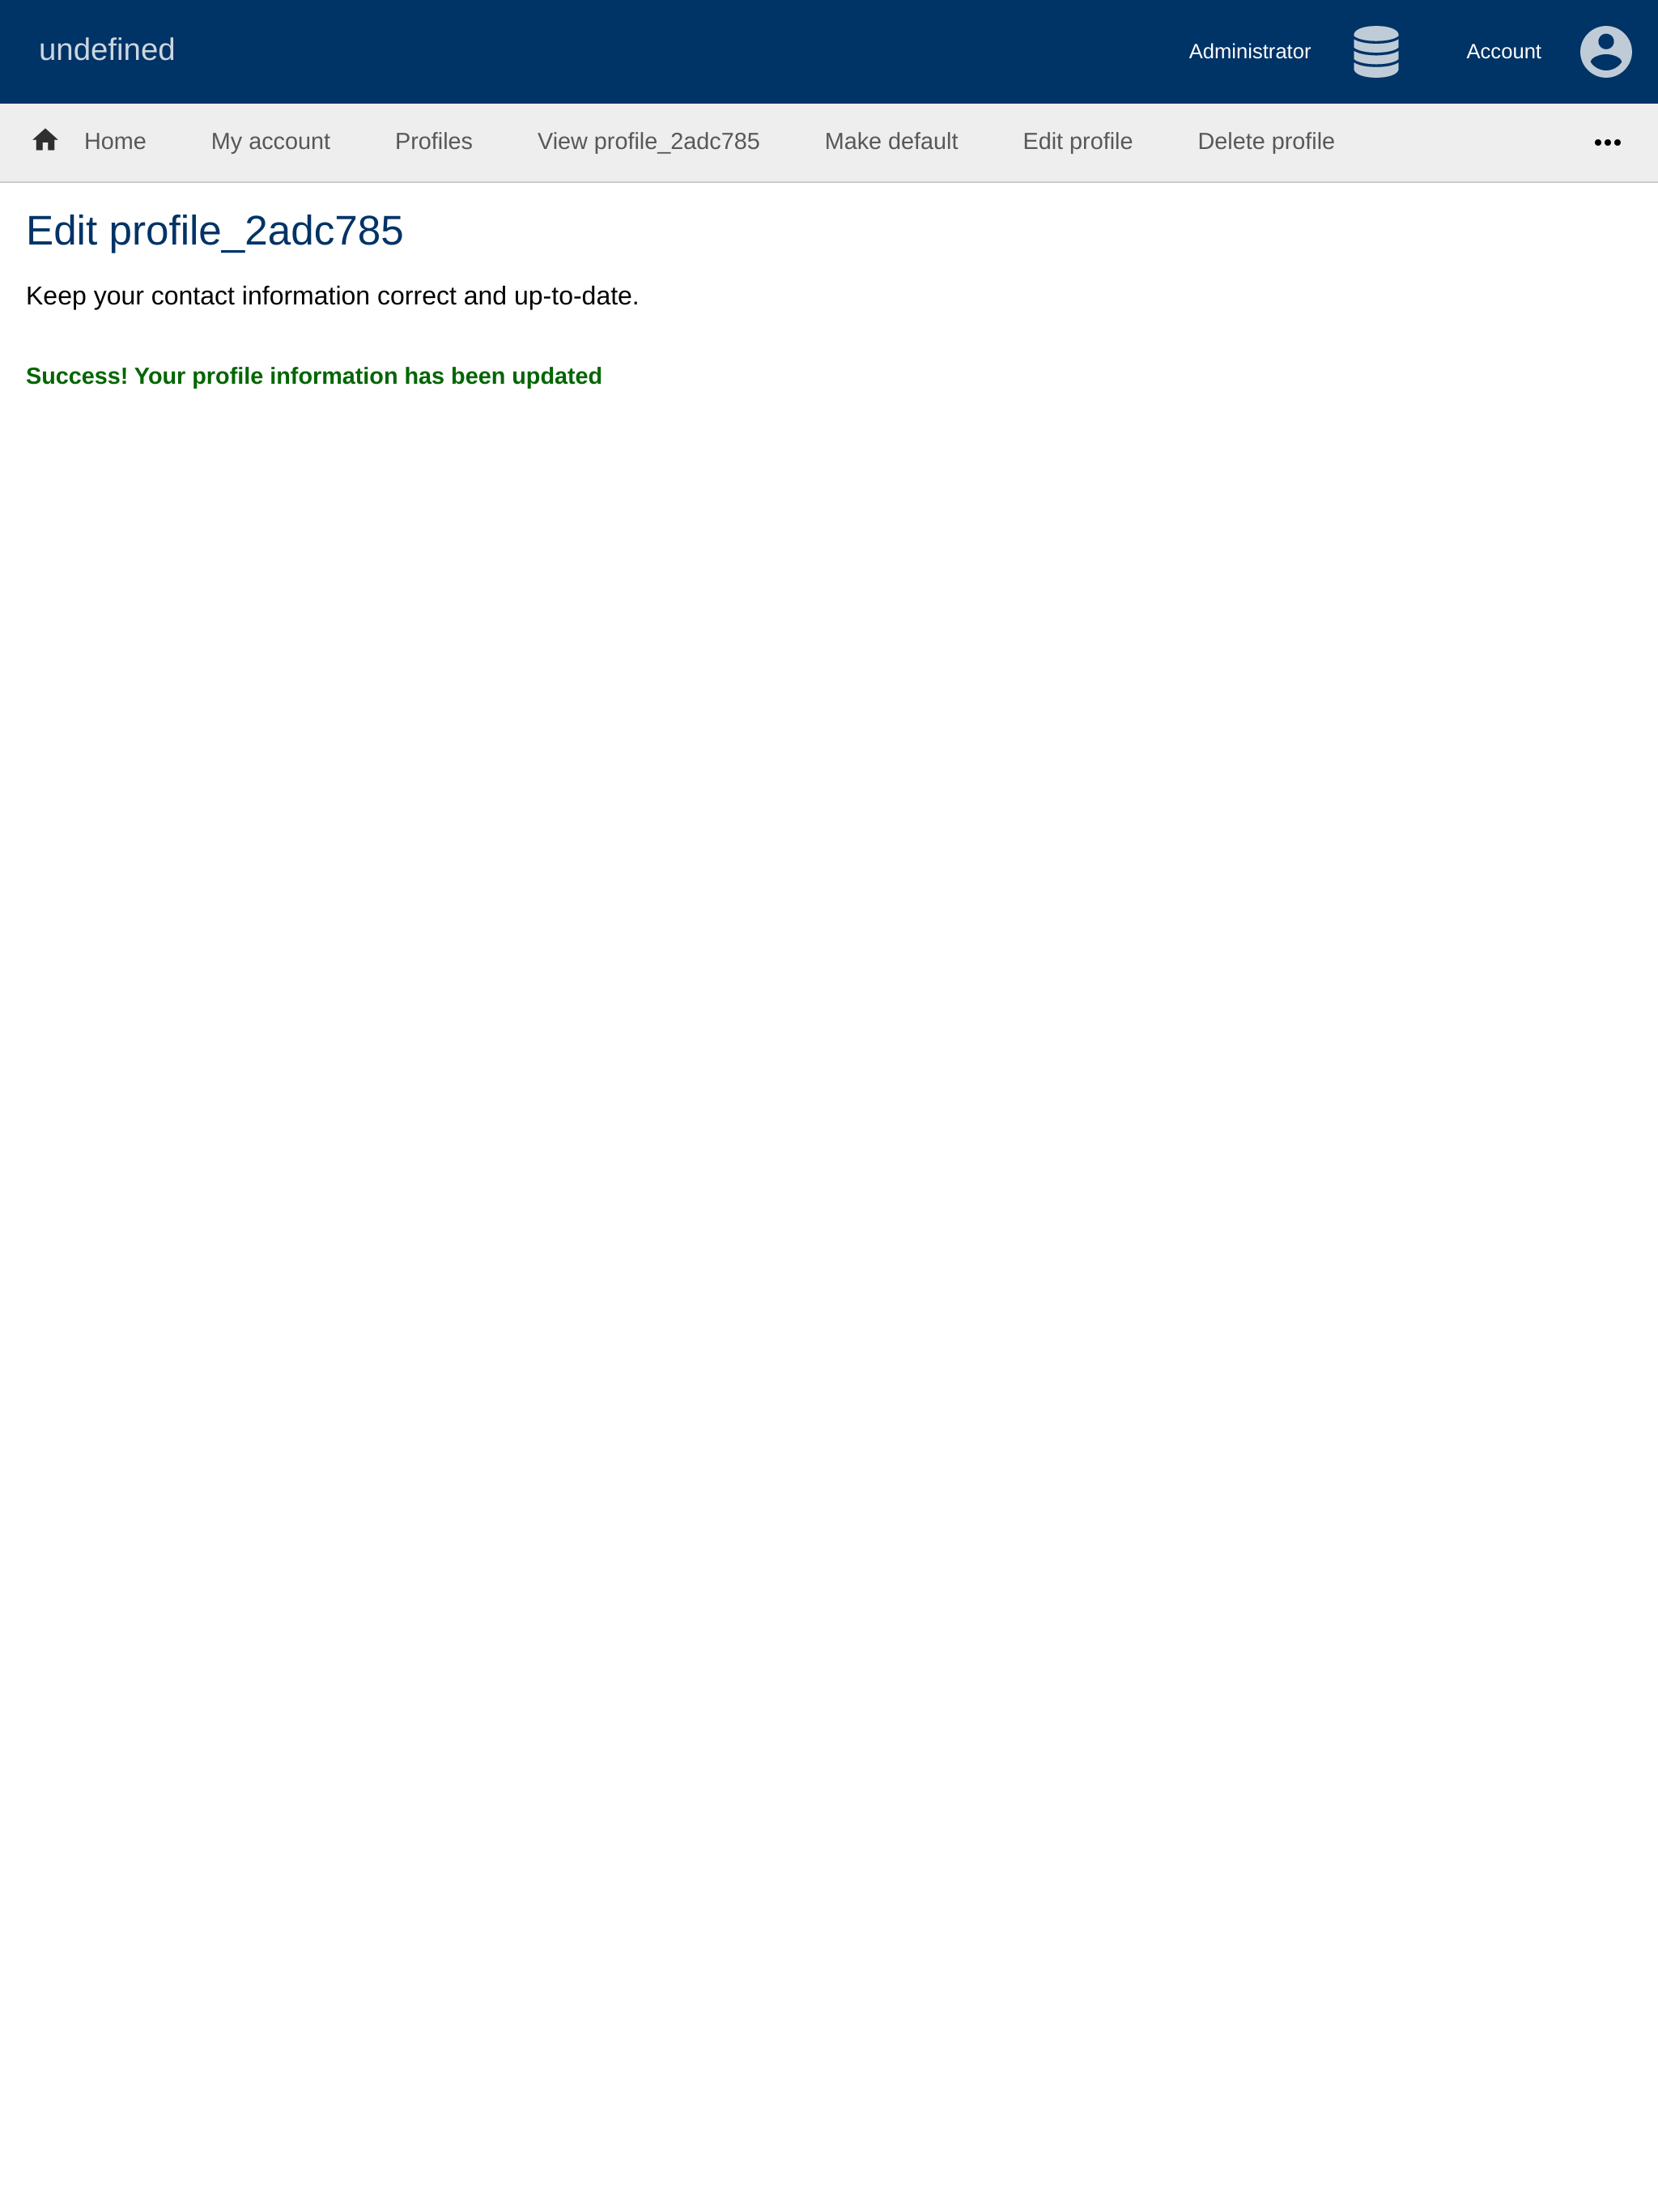 undefined
Administrator
Account
Home
My account
Profiles
View profile_2adc785
Make default
Edit profile
Delete profile
Edit profile_2adc785
Keep your contact information correct and up-to-date.
Success! Your profile information has been updated